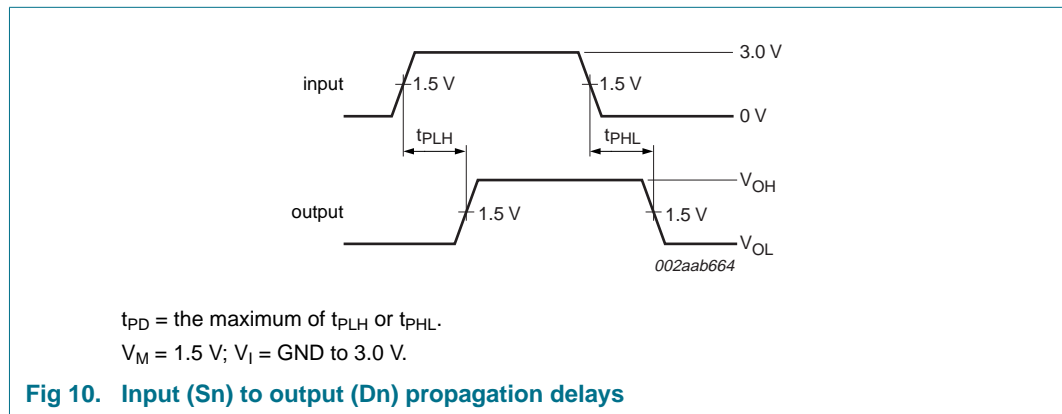 3.0 V
input
1.5 V
1.5 V
0 V
tPLH
tPHL
VOH
output
1.5 V
1.5 V
VOL
002aab664
tPD = the maximum of tPLH or tPHL.
VM = 1.5 V; VI = GND to 3.0 V.
Fig 10. Input (Sn) to output (Dn) propagation delays